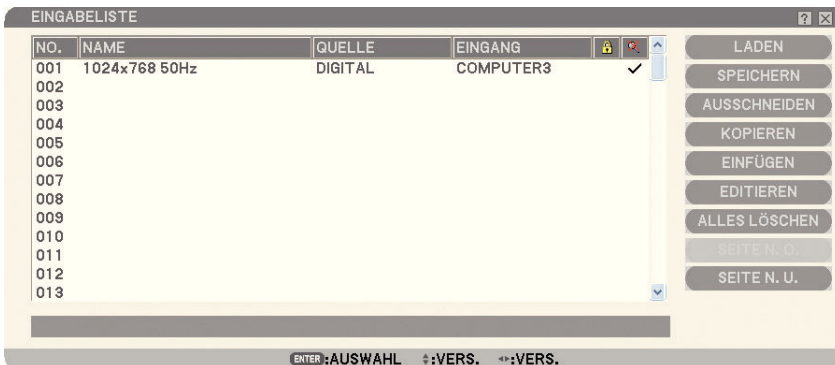 EINGABELISTE
NO. NAME QUELLE EINGANG
001 1024x768 50Hz DIGITAL COMPUTER3
002
003
004
005
006
007
008
009
010
011
012
013
LADEN
SPEICHERN
AUSSCHNEIDEN
KOPIEREN
EINFÜGEN
EDITIEREN
ALLES LÖSCHEN
SEITE N. O.
SEITE N. U.
ENTER:AUSWAHL :VERS. :VERS.